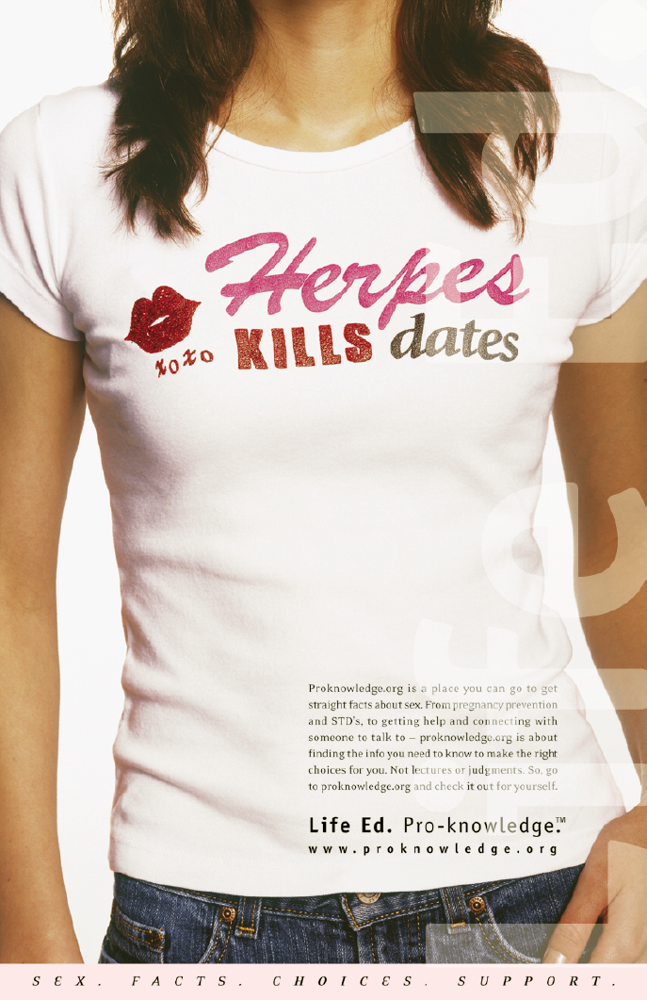 Herpes
KILLS dates
xoxo
Proknowledge.org is a place you can go to get
straight facts about sex. From pregnancy prevention
and STD's, to getting help and connecting with
someone to talk to – proknowledge.org is about
finding the info you need to know to make the right
choices for you. Not lectures or judgments. So, go
to proknowledge.org and check it out for yourself.
Life Ed. Pro-knowledge.™
www.proknowledge.org
Life Ed.
SEX. FACTS. CHOICES. SUPPORT.